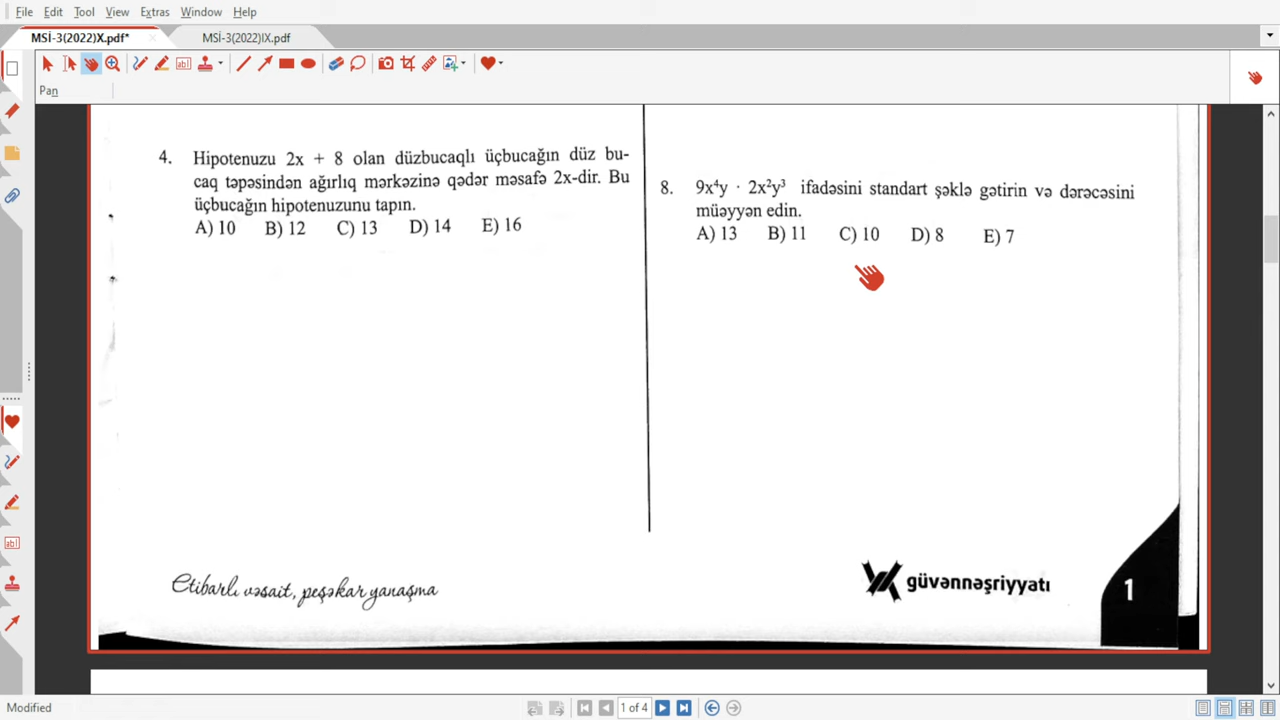 File Edit Tool View Extras Window Help
MSİ-3(2022)X.pdf*
MSİ-3(2022)IX.pdf
Pan
4. Hipotenuzu 2x + 8 olan düzbucaqlı üçbucağın düz bu-
caq təpəsindən ağırlıq mərkəzinə qədər məsafə 2x-dir. Bu
üçbucağın hipotenuzunu tapın.
A) 10 B) 12 C) 13 D) 14 E) 16
8. 9x⁴y · 2x²y³ ifadəsini standart şəklə gətirin və dərəcəsini
müəyyən edin.
A) 13 B) 11 C) 10 D) 8 E) 7
Etibarlı vəsait, peşəkar yanaşma
güvənnəşriyyatı
1
Modified
1 of 4